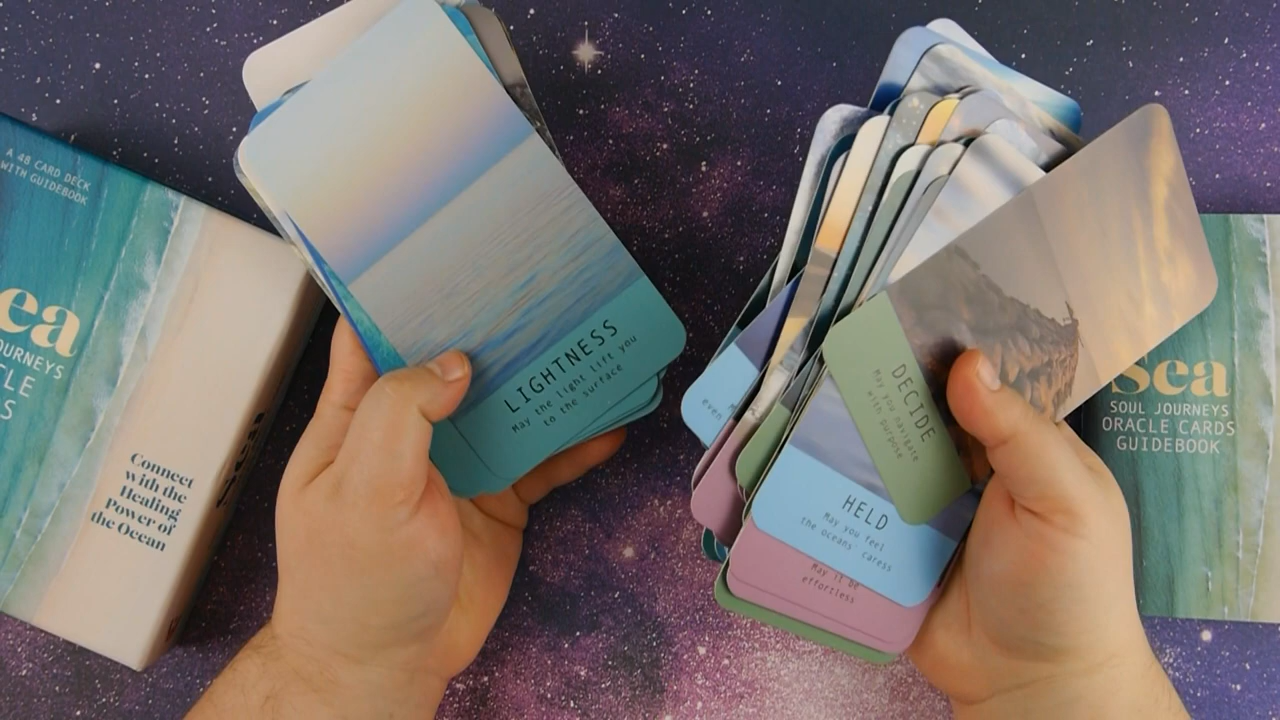 A 48 CARD DECK
WITH GUIDEBOOK
ea
OURNEYS
CLE
S
Connect
with the
Healing
Power of
the Ocean
LIGHTNESS
May the light lift you
to the surface
DECIDE
May you navigate
with purpose
even
HELD
May you feel
the oceans' caress
May it be
effortless
Sea
SOUL JOURNEYS
ORACLE CARDS
GUIDEBOOK